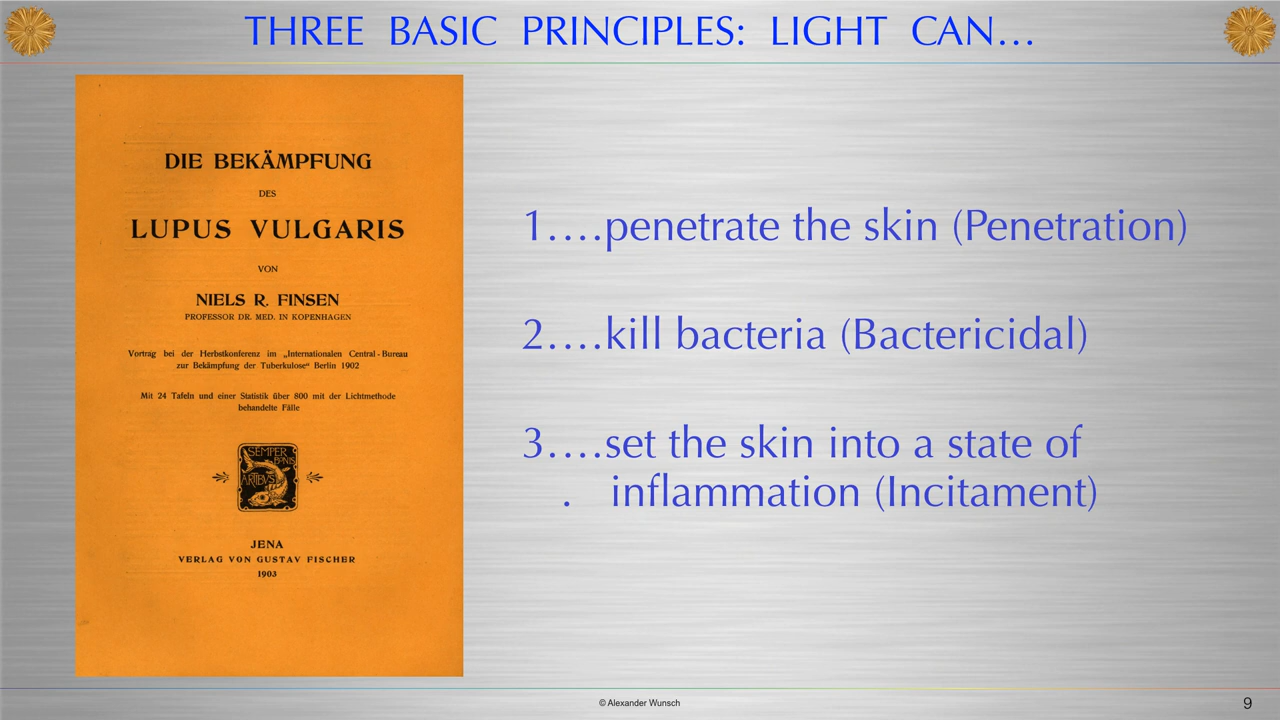 THREE BASIC PRINCIPLES: LIGHT CAN…
DIE BEKÄMPFUNG
DES
LUPUS VULGARIS
VON
NIELS R. FINSEN
PROFESSOR DR. MED. IN KOPENHAGEN
Vortrag bei der Herbstkonferenz im „Internationalen Central-Bureau
zur Bekämpfung der Tuberkulose“ Berlin 1902
Mit 24 Tafeln und einer Statistik über 800 mit der Lichtmethode
behandelte Fälle
SEMPER
BONIS
ARTIBVS
JENA
VERLAG VON GUSTAV FISCHER
1903
1….penetrate the skin (Penetration)
2….kill bacteria (Bactericidal)
3….set the skin into a state of
. inflammation (Incitament)
© Alexander Wunsch
9